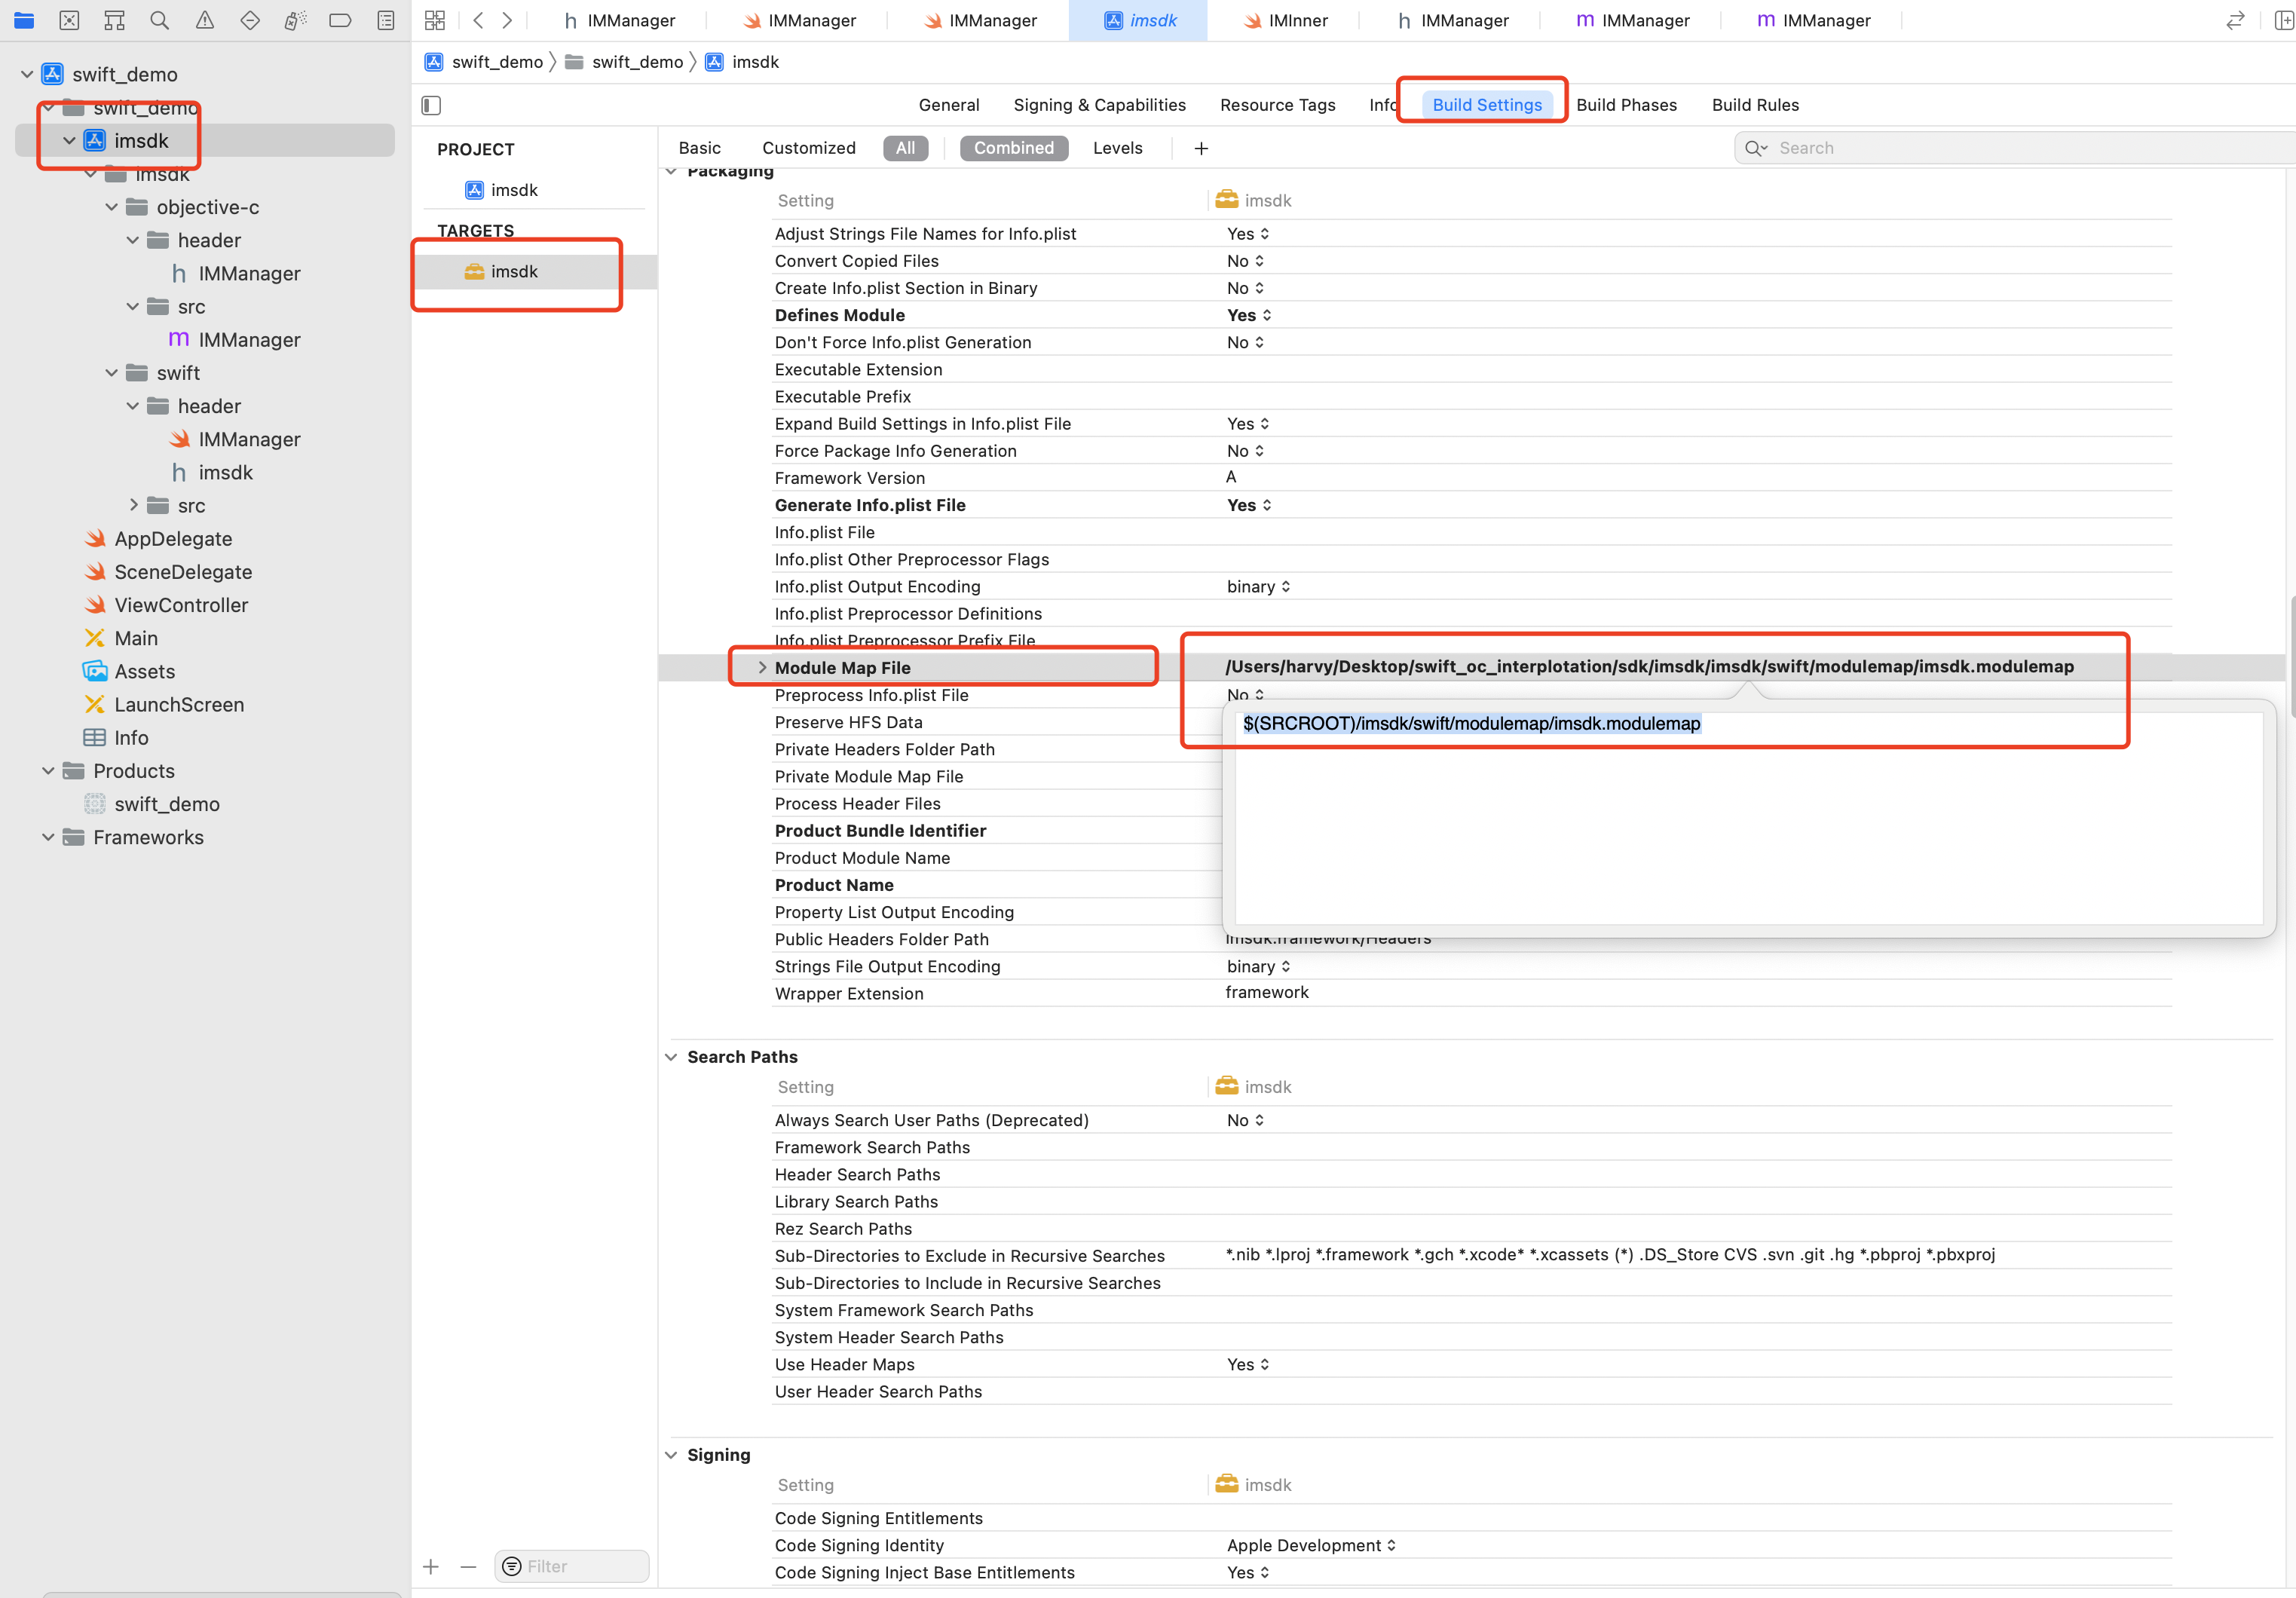 IMManager
IMManager
IMManager
imsdk
IMInner
IMManager
IMManager
IMManager
swift_demo
swift_demo
imsdk
swift_demo
swift_demo
imsdk
imsdk
objective-c
header
IMManager
src
IMManager
swift
header
IMManager
imsdk
src
AppDelegate
SceneDelegate
ViewController
Main
Assets
LaunchScreen
Info
Products
swift_demo
Frameworks
General
Signing & Capabilities
Resource Tags
Info
Build Settings
Build Phases
Build Rules
PROJECT
imsdk
TARGETS
imsdk
Filter
Basic
Customized
All
Combined
Levels
Search
Packaging
Setting imsdk
Adjust Strings File Names for Info.plist Yes
Convert Copied Files No
Create Info.plist Section in Binary No
Defines Module Yes
Don't Force Info.plist Generation No
Executable Extension
Executable Prefix
Expand Build Settings in Info.plist File Yes
Force Package Info Generation No
Framework Version A
Generate Info.plist File Yes
Info.plist File
Info.plist Other Preprocessor Flags
Info.plist Output Encoding binary
Info.plist Preprocessor Definitions
Info.plist Preprocessor Prefix File
Module Map File /Users/harvy/Desktop/swift_oc_interplotation/sdk/imsdk/imsdk/swift/modulemap/imsdk.modulemap
Preprocess Info.plist File No
$(SRCROOT)/imsdk/swift/modulemap/imsdk.modulemap
Preserve HFS Data
Private Headers Folder Path
Private Module Map File
Process Header Files
Product Bundle Identifier
Product Module Name
Product Name
Property List Output Encoding
Public Headers Folder Path imsdk.framework/Headers
Strings File Output Encoding binary
Wrapper Extension framework
Search Paths
Setting imsdk
Always Search User Paths (Deprecated) No
Framework Search Paths
Header Search Paths
Library Search Paths
Rez Search Paths
Sub-Directories to Exclude in Recursive Searches *.nib *.lproj *.framework *.gch *.xcode* *.xcassets (*) .DS_Store CVS .svn .git .hg *.pbproj *.pbxproj
Sub-Directories to Include in Recursive Searches
System Framework Search Paths
System Header Search Paths
Use Header Maps Yes
User Header Search Paths
Signing
Setting imsdk
Code Signing Entitlements
Code Signing Identity Apple Development
Code Signing Inject Base Entitlements Yes